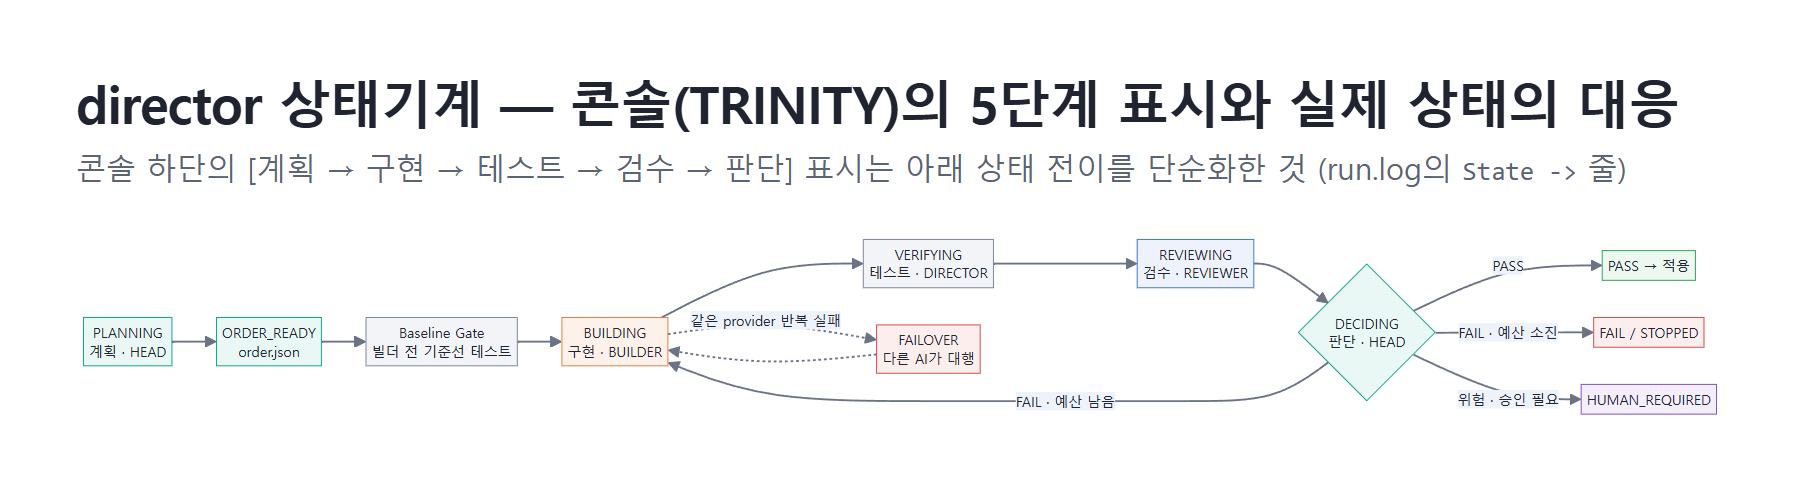 director 상태기계 — 콘솔(TRINITY)의 5단계 표시와 실제 상태의 대응
콘솔 하단의 [계획 → 구현 → 테스트 → 검수 → 판단] 표시는 아래 상태 전이를 단순화한 것 (run.log의 State -> 줄)
PLANNING
계획 · HEAD
ORDER_READY
order.json
Baseline Gate
빌더 전 기준선 테스트
BUILDING
구현 · BUILDER
같은 provider 반복 실패
FAILOVER
다른 AI가 대행
VERIFYING
테스트 · DIRECTOR
REVIEWING
검수 · REVIEWER
DECIDING
판단 · HEAD
FAIL · 예산 남음
PASS
PASS → 적용
FAIL · 예산 소진
FAIL / STOPPED
위험 · 승인 필요
HUMAN_REQUIRED